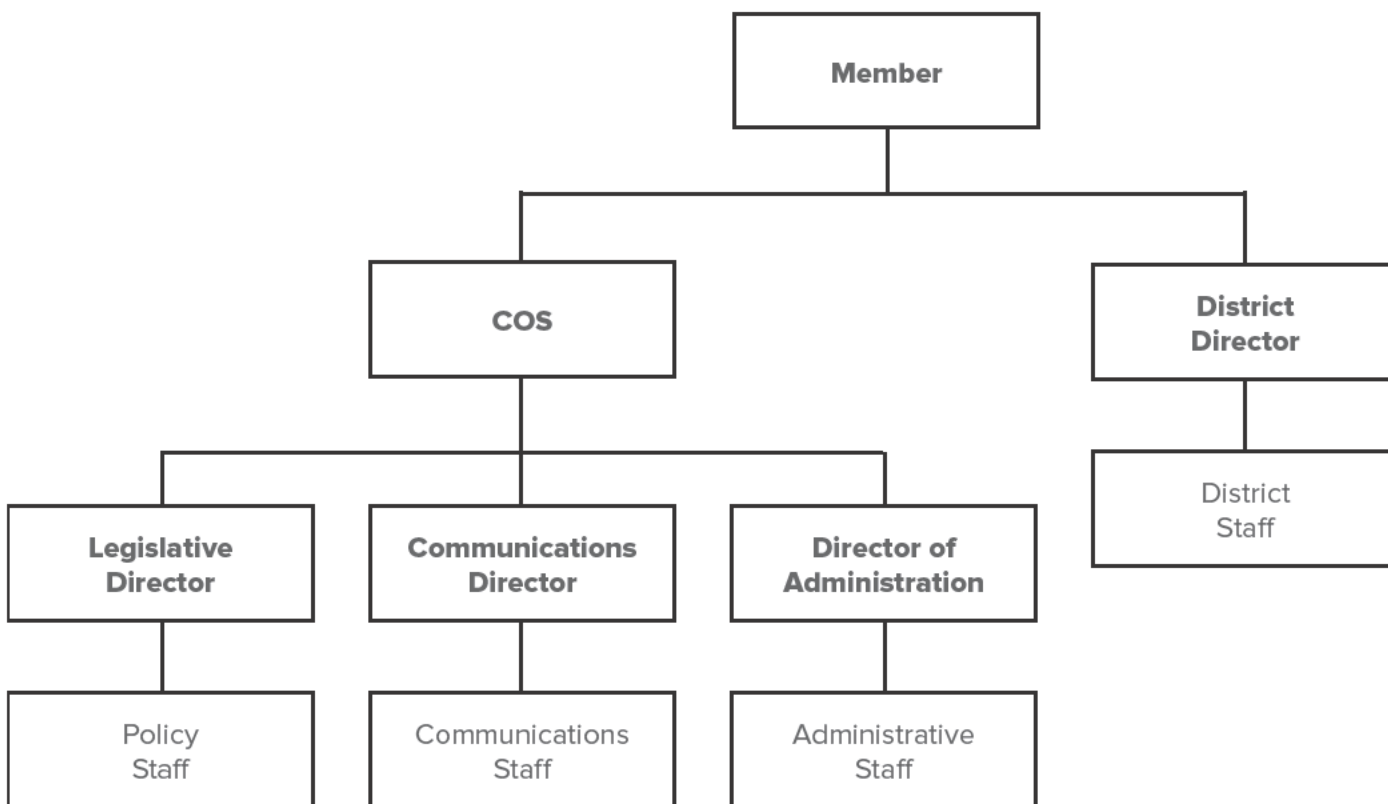 Member
COS
District
Director
District
Staff
Legislative
Director
Communications
Director
Director of
Administration
Policy
Staff
Communications
Staff
Administrative
Staff